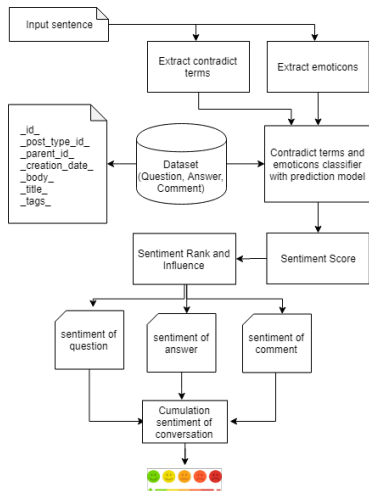 Input sentence
Extract contradict
terms
Extract emoticons
_id_
_post_type_id_
_parent_id_
_creation_date_
_body_
_title_
_tags_
Dataset
(Question, Answer,
Comment)
Contradict terms and
emoticons classifier
with prediction model
Sentiment Rank and
Influence
Sentiment Score
sentiment of
question
sentiment of
answer
sentiment of
comment
Cumulation
sentiment of
conversation